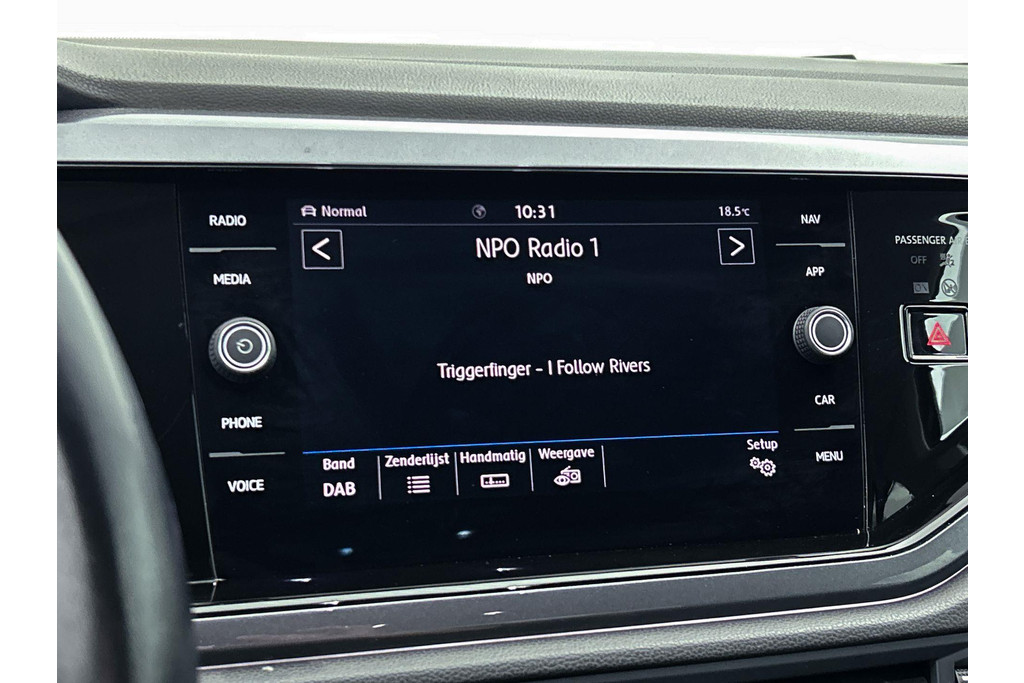 RADIO
MEDIA
PHONE
VOICE
Normal
10:31
18.5°C
NPO Radio 1
NPO
Triggerfinger - I Follow Rivers
Band
DAB
Zenderlijst
Handmatig
Weergave
Setup
NAV
APP
CAR
MENU
PASSENGER
OFF